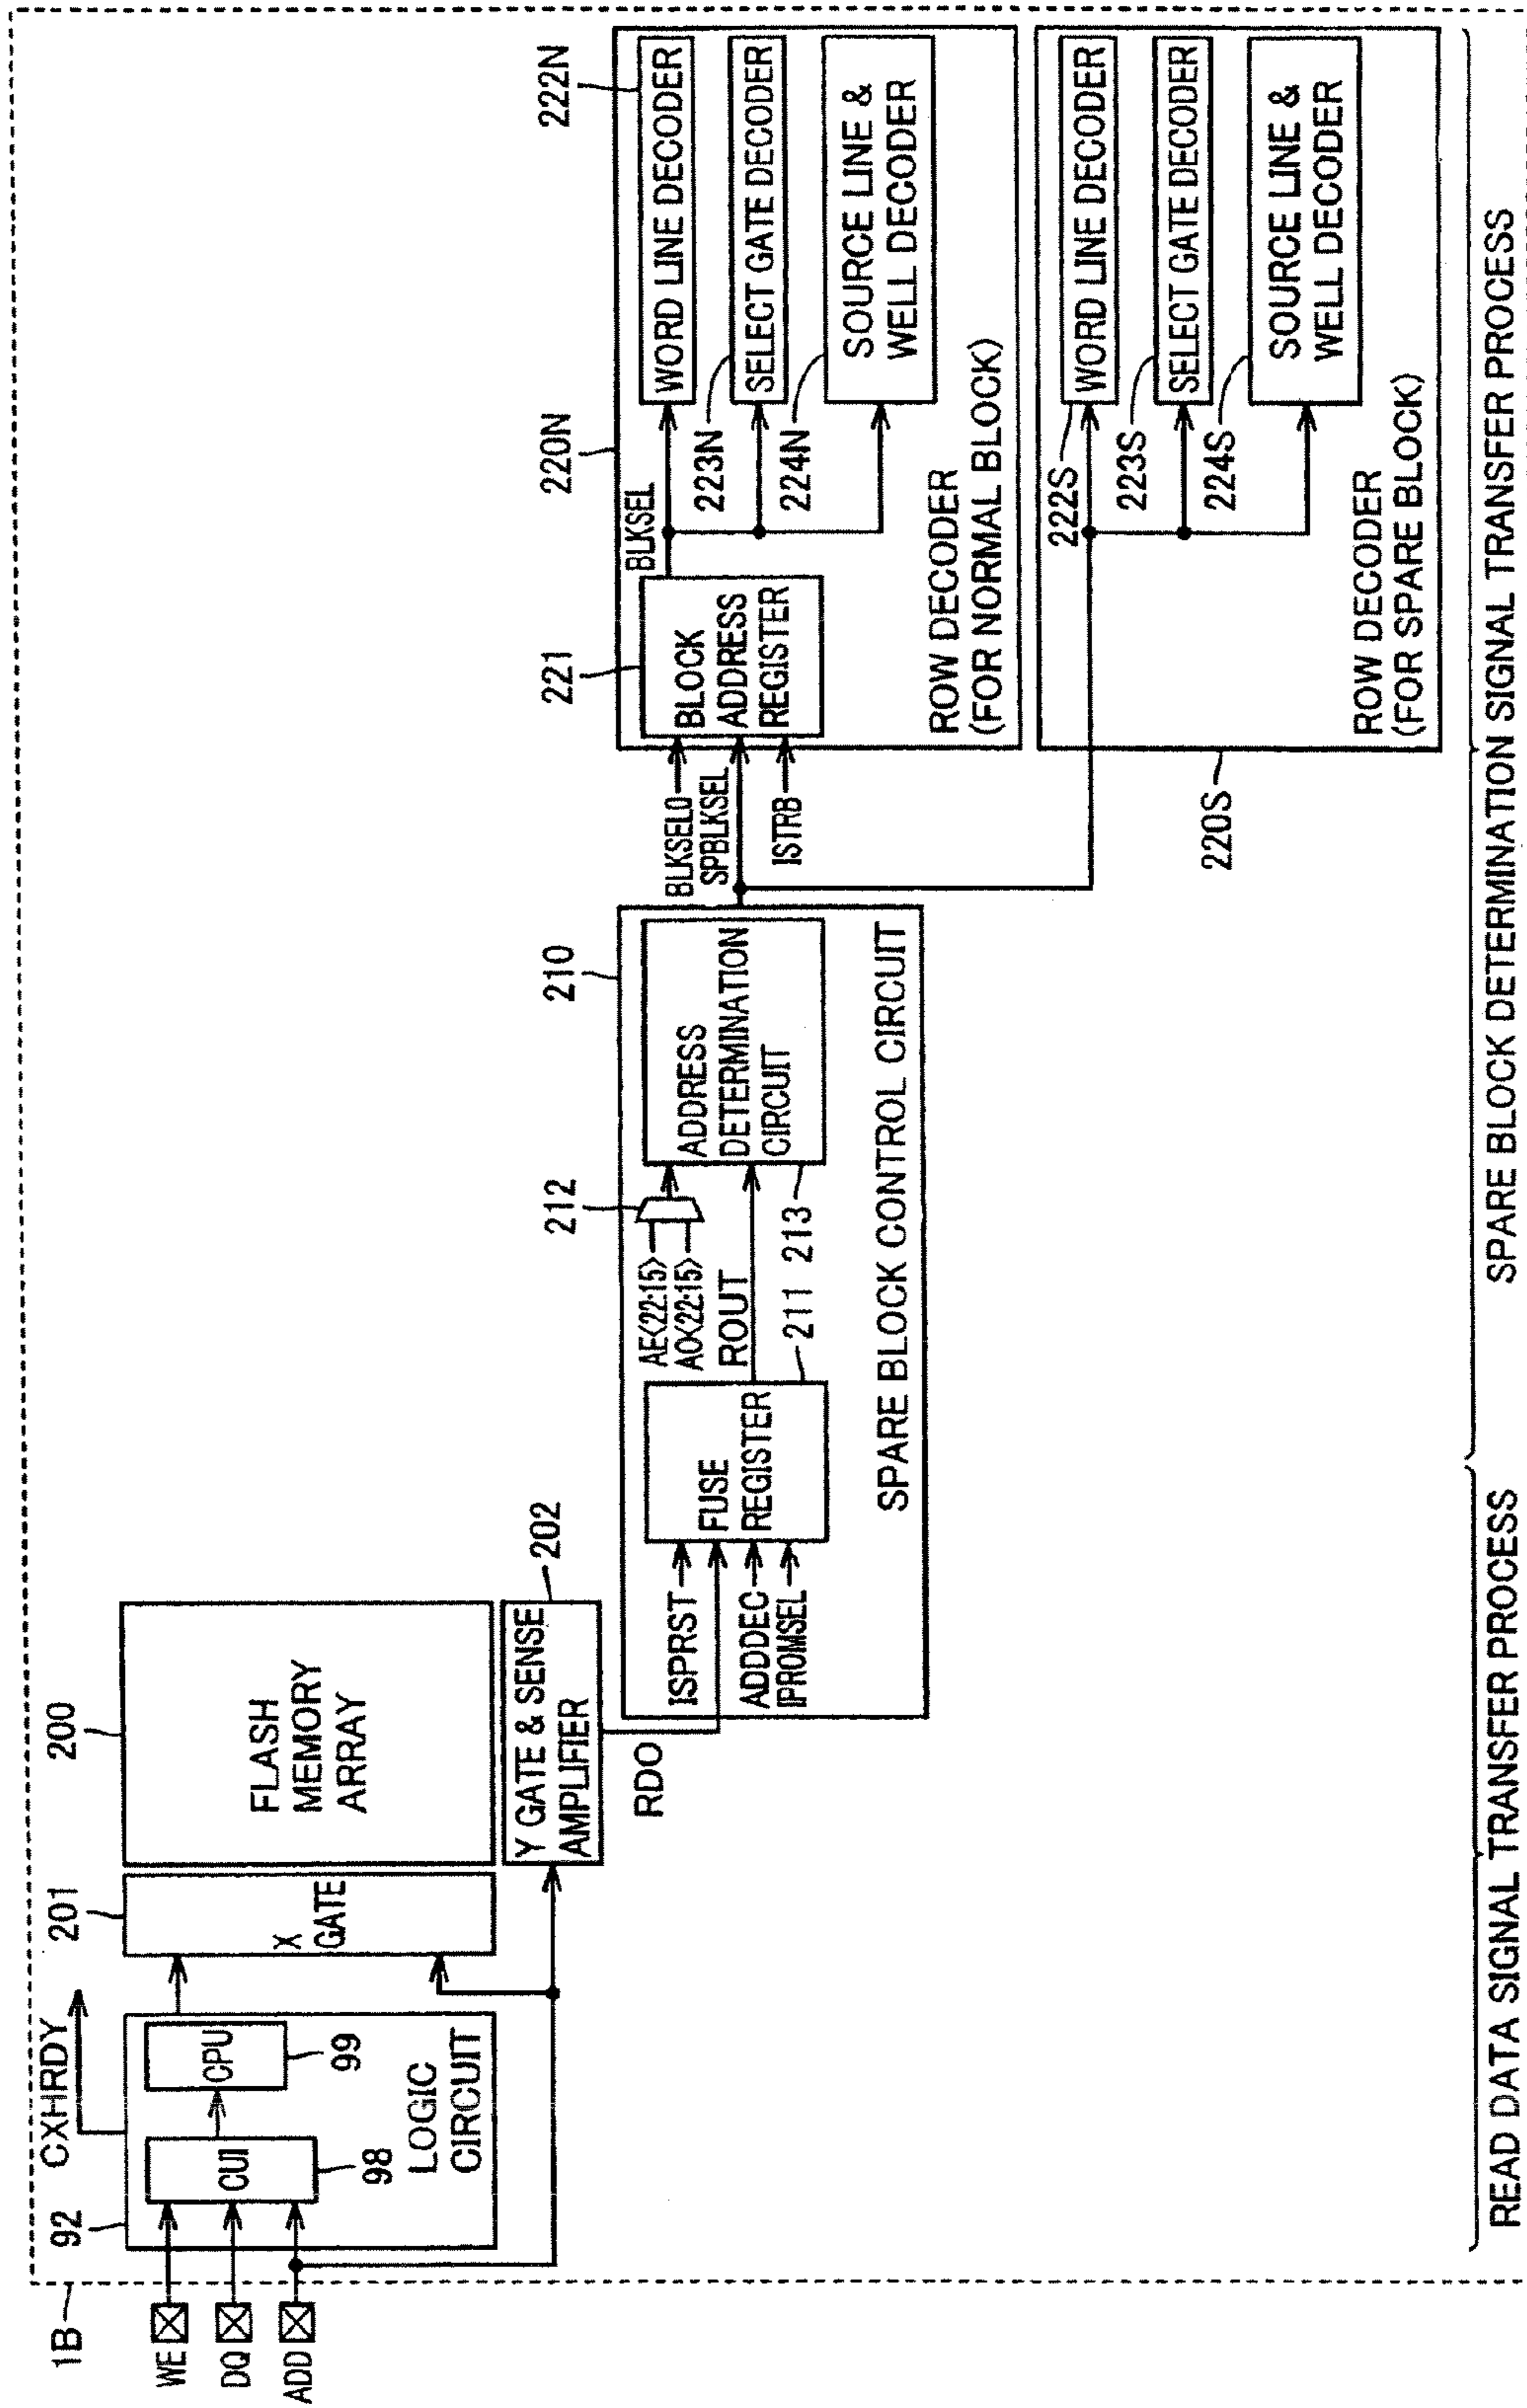 1B
WE
DQ
ADD
92
CXHRDY
CUI
98
CPU
99
LOGIC
CIRCUIT
201
X
GATE
200
FLASH
MEMORY
ARRAY
Y GATE & SENSE
AMPLIFIER
202
RDO
ISPRST
ADDDEC
IPROMSEL
FUSE
REGISTER
211
AE<22:15>
AO<22:15>
ROUT
212
213
210
ADDRESS
DETERMINATION
CIRCUIT
SPARE BLOCK CONTROL CIRCUIT
BLKSEL0
SPBLKSEL
ISTRB
221
BLOCK
ADDRESS
REGISTER
BLKSEL
220N
222N
WORD LINE DECODER
223N
SELECT GATE DECODER
224N
SOURCE LINE &
WELL DECODER
ROW DECODER
(FOR NORMAL BLOCK)
222S
WORD LINE DECODER
223S
SELECT GATE DECODER
224S
SOURCE LINE &
WELL DECODER
ROW DECODER
(FOR SPARE BLOCK)
220S
READ DATA SIGNAL TRANSFER PROCESS
SPARE BLOCK DETERMINATION SIGNAL TRANSFER PROCESS